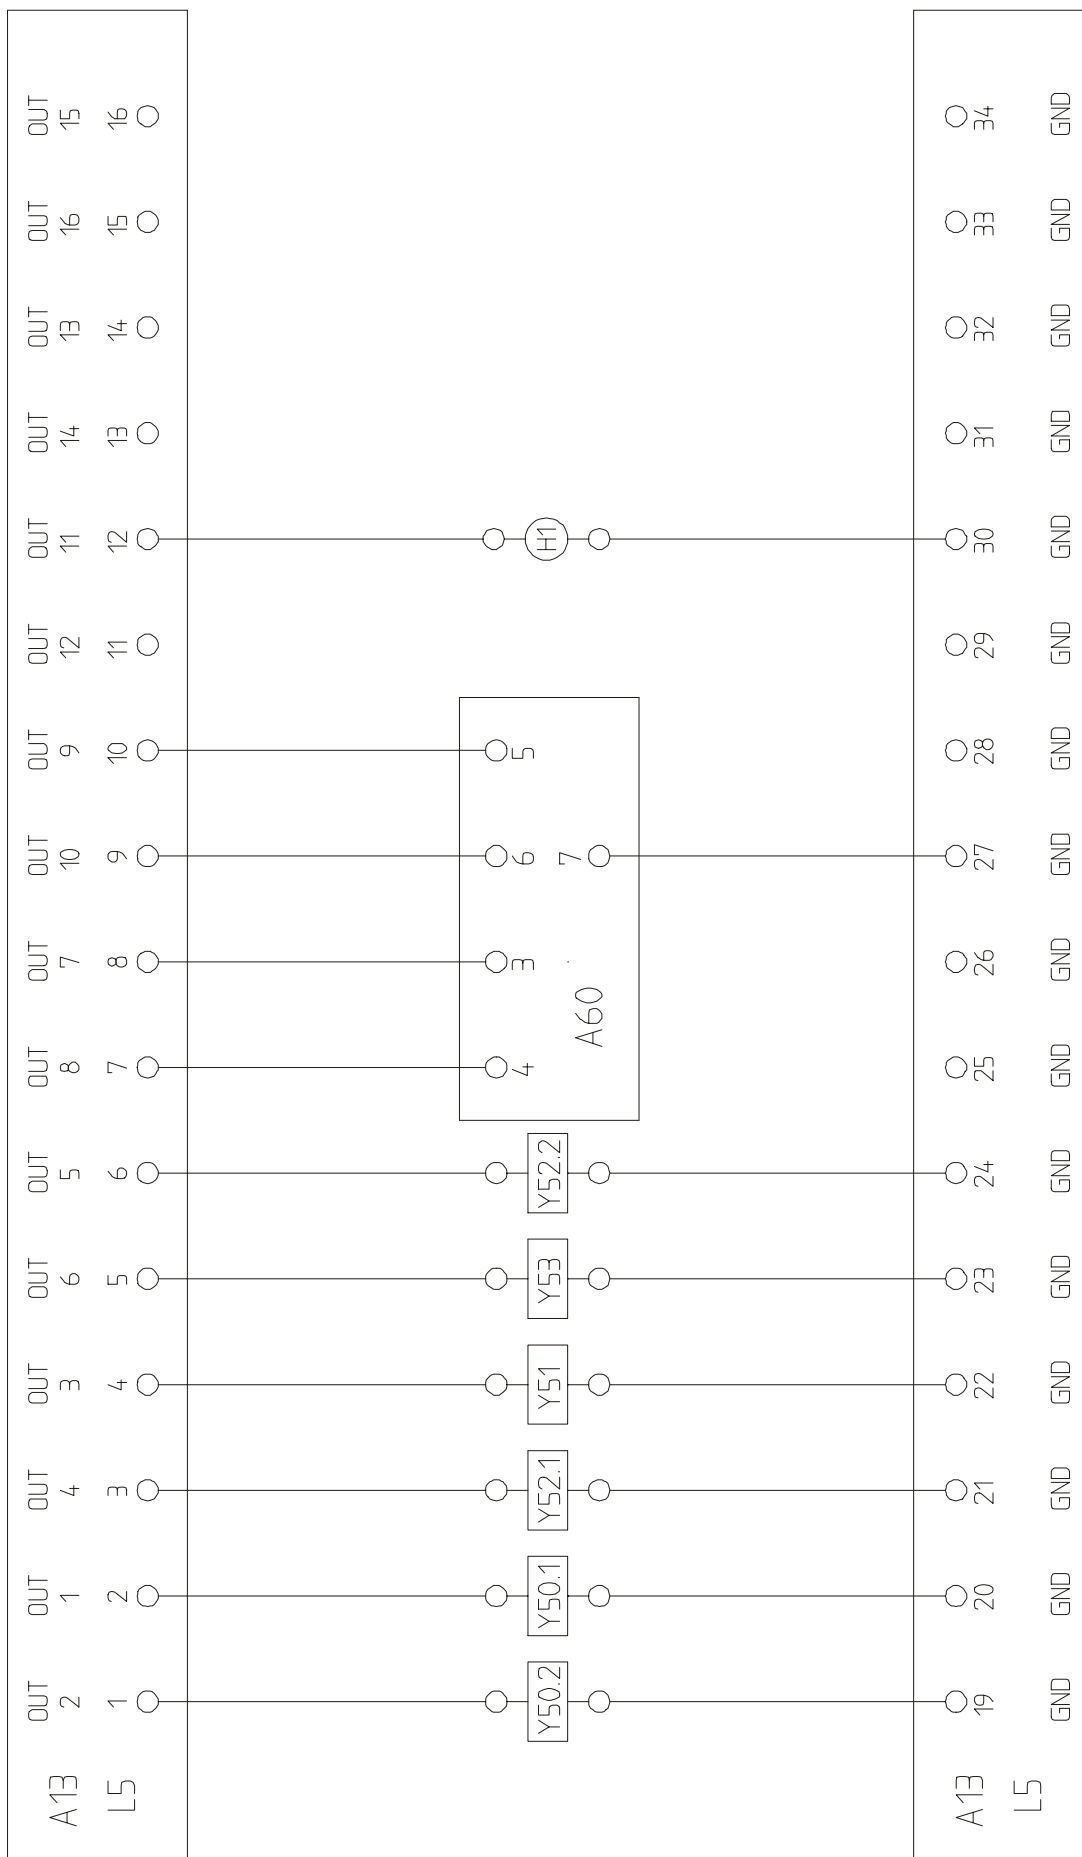 OUT OUT OUT OUT OUT OUT OUT OUT OUT OUT OUT OUT OUT OUT OUT OUT
A13 2 1 4 3 6 5 8 7 10 9 12 11 14 13 16 15
L5 1 2 3 4 5 6 7 8 9 10 11 12 13 14 15 16
4 3 6 5
Y50.2 Y50.1 Y52.1 Y51 Y53 Y52.2 H1
7
A60
A13 19 20 21 22 23 24 25 26 27 28 29 30 31 32 33 34
L5
GND GND GND GND GND GND GND GND GND GND GND GND GND GND GND GND